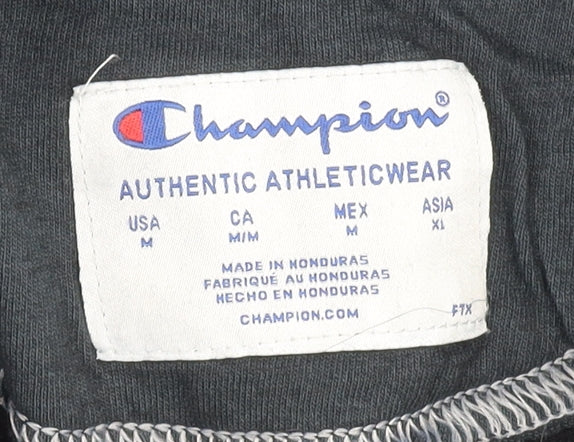 Champion®
AUTHENTIC ATHLETICWEAR
USA CA MEX ASIA
M M/M M XL
MADE IN HONDURAS
FABRIQUÉ AU HONDURAS
HECHO EN HONDURAS
CHAMPION.COM
F7X